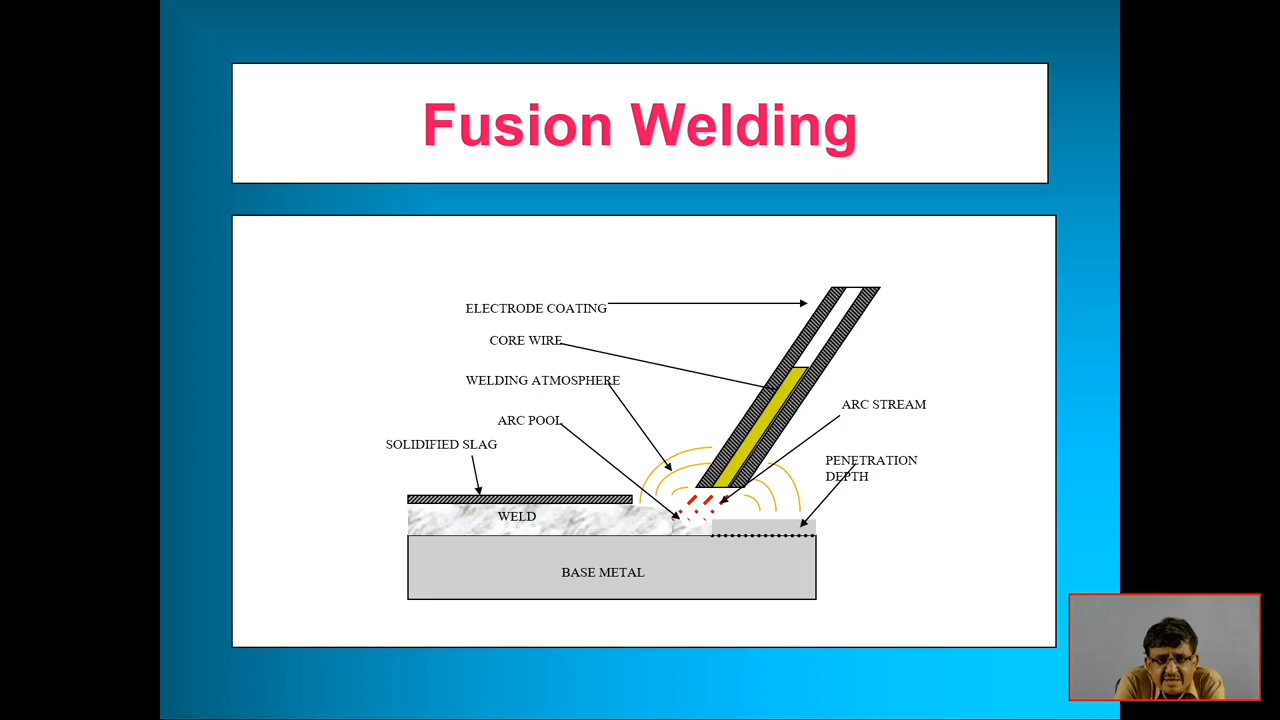 Fusion Welding
ELECTRODE COATING
CORE WIRE
WELDING ATMOSPHERE
ARC STREAM
ARC POOL
SOLIDIFIED SLAG
PENETRATION
DEPTH
WELD
BASE METAL